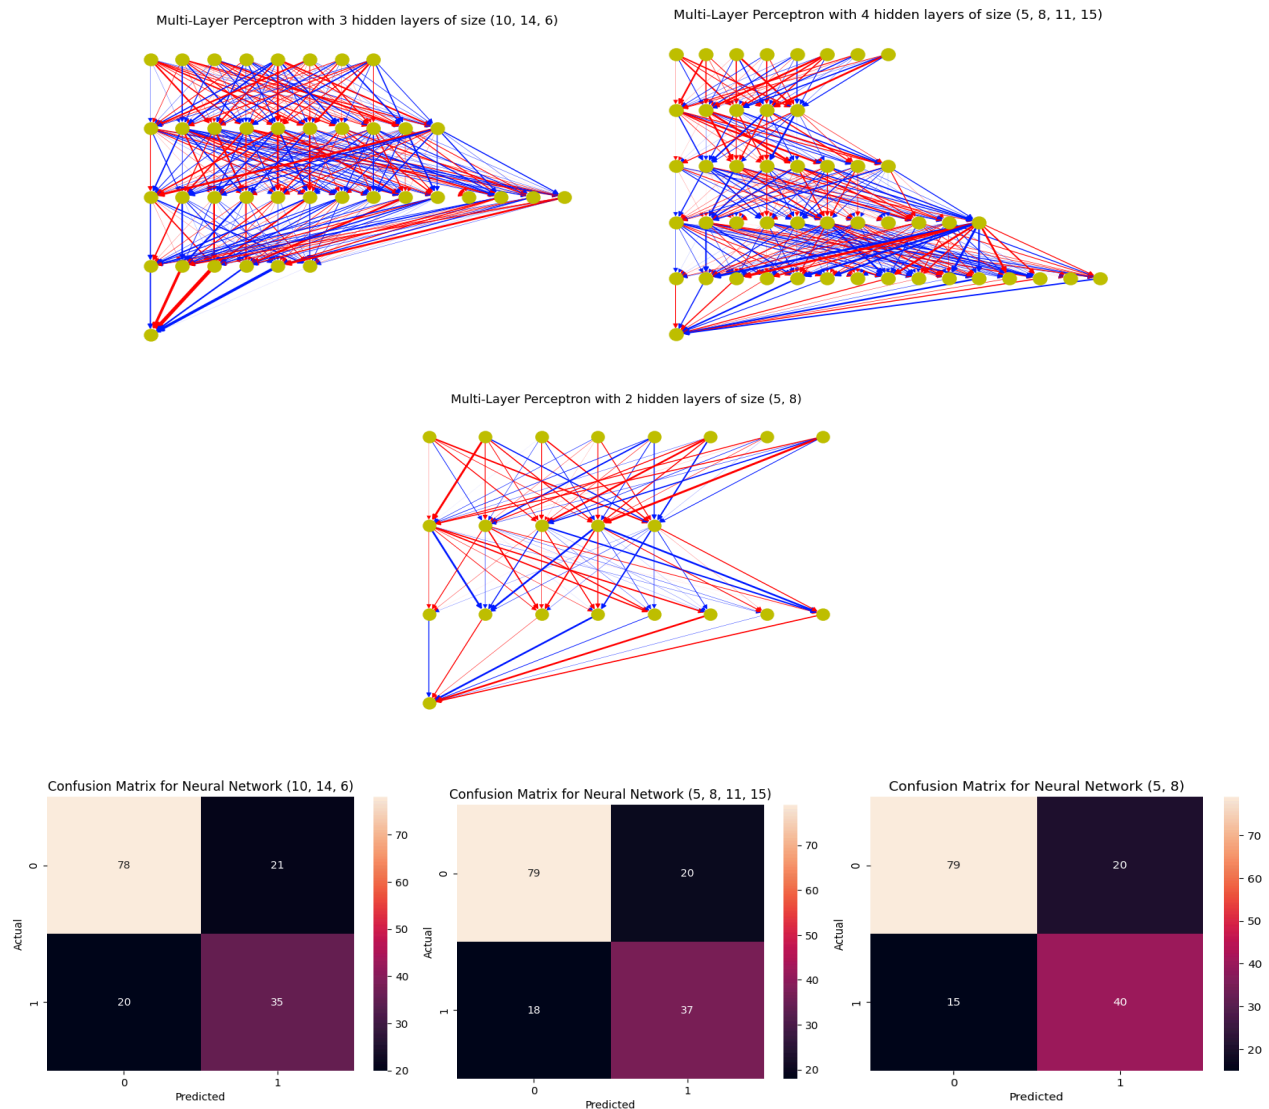 Multi-Layer Perceptron with 3 hidden layers of size (10, 14, 6)
Multi-Layer Perceptron with 4 hidden layers of size (5, 8, 11, 15)
Multi-Layer Perceptron with 2 hidden layers of size (5, 8)
Confusion Matrix for Neural Network (10, 14, 6)
78 21
20 35
0
1
Actual
0 1
Predicted
70
60
50
40
30
20
Confusion Matrix for Neural Network (5, 8, 11, 15)
79 20
18 37
0
1
Actual
0 1
Predicted
70
60
50
40
30
20
Confusion Matrix for Neural Network (5, 8)
79 20
15 40
0
1
Actual
0 1
Predicted
70
60
50
40
30
20